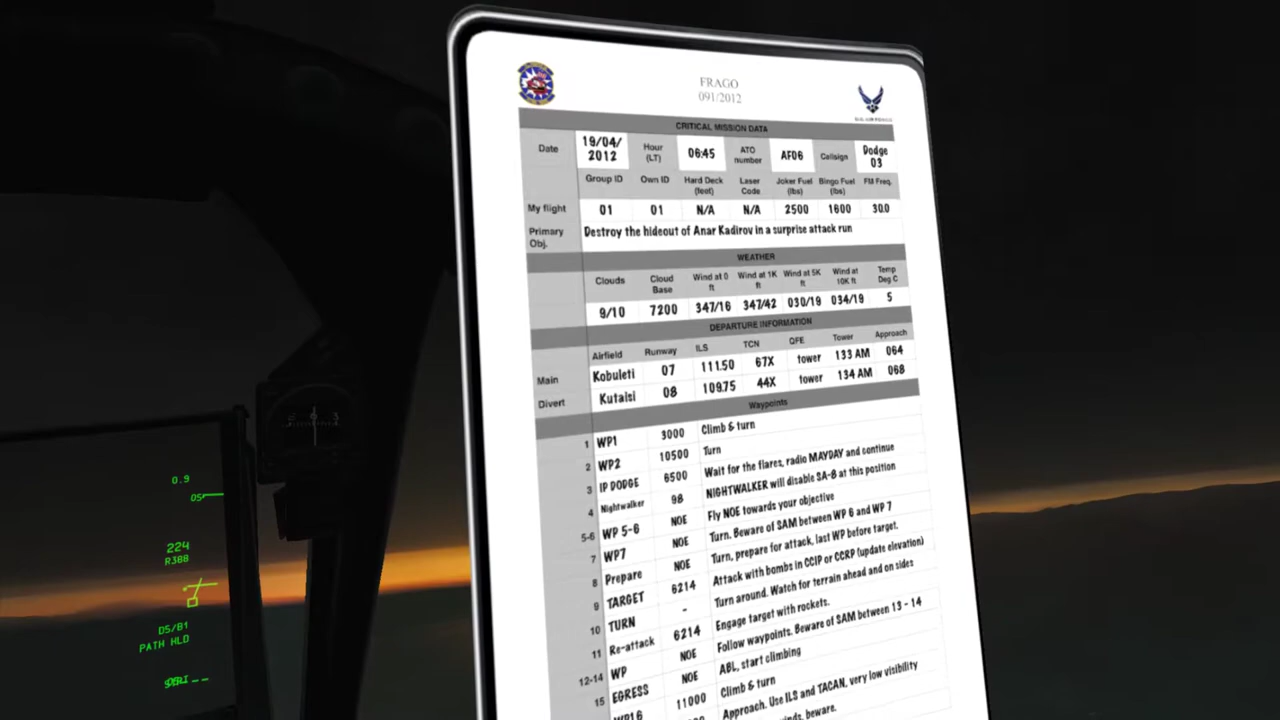 FRAGO
091/2012
CRITICAL MISSION DATA
Date 19/04/2012 Hour (LT) 06:45 ATO number AF06 Callsign Dodge 03
Group ID Own ID Hard Deck (feet) Laser Code Joker Fuel (lbs) Bingo Fuel (lbs) FM Freq.
My flight 01 01 N/A N/A 2500 1600 30.0
Primary Obj. Destroy the hideout of Anar Kadirov in a surprise attack run
WEATHER
Clouds Cloud Base Wind at 0 ft Wind at 1K ft Wind at 5K ft Wind at 10K ft Temp Deg C
9/10 7200 347/16 347/42 030/19 034/19 5
DEPARTURE INFORMATION
Airfield Runway ILS TCN QFE Tower Approach
Main Kobuleti 07 111.50 67X tower 133 AM 064
Divert Kutaisi 08 109.75 44X tower 134 AM 068
Waypoints
1 WP1 3000 Climb & turn
2 WP2 10500 Turn
3 IP DODGE 6500 Wait for the flares, radio MAYDAY and continue
4 Nightwalker 98 NIGHTWALKER will disable SA-8 at this position
5-6 WP 5-6 NOE Fly NOE towards your objective
7 WP7 NOE Turn. Beware of SAM between WP 6 and WP 7
8 Prepare NOE Turn, prepare for attack, last WP before target.
9 TARGET 6214 Attack with bombs in CCIP or CCRP (update elevation)
10 TURN - Turn around. Watch for terrain ahead and on sides
11 Re-attack 6214 Engage target with rockets.
12-14 WP NOE Follow waypoints. Beware of SAM between 13 - 14
15 EGRESS NOE ABL, start climbing
WP16 11000 Climb & turn
Approach. Use ILS and TACAN, very low visibility
winds, beware.
0.9
05
224
R388
D5/B1
PATH HLD